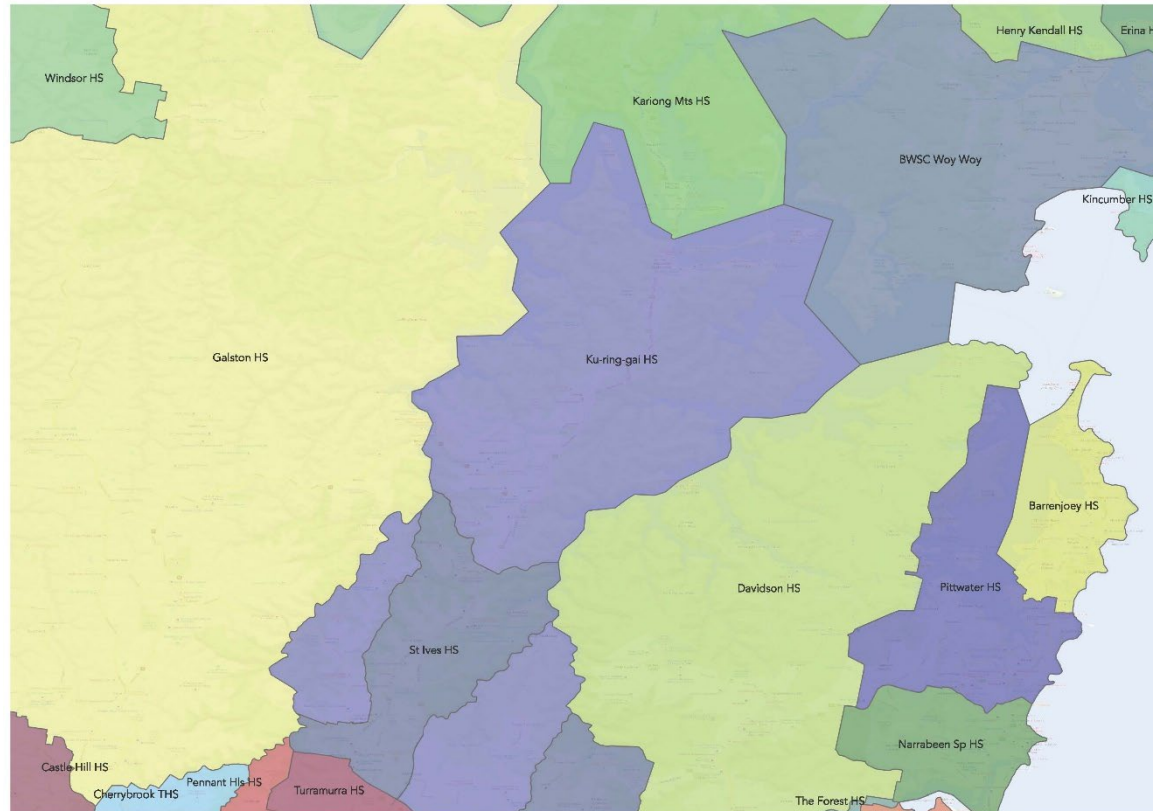 Henry Kendall HS
Erina H
Windsor HS
Kariong Mts HS
BWSC Woy Woy
Kincumber HS
Galston HS
Ku-ring-gai HS
Barrenjoey HS
Davidson HS
Pittwater HS
St Ives HS
Narrabeen Sp HS
Castle Hill HS
Pennant Hls HS
Cherrybrook THS
Turramurra HS
The Forest HS